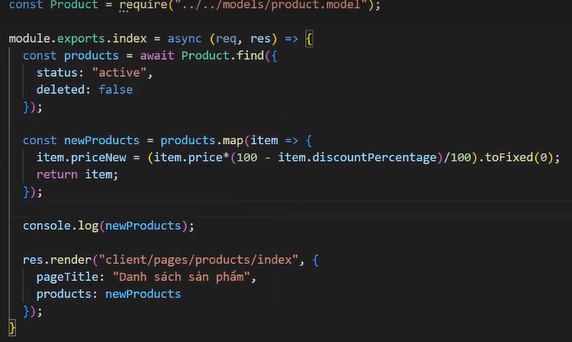 const Product = require("../../models/product.model");
module.exports.index = async (req, res) => {
const products = await Product.find({
status: "active",
deleted: false
});
const newProducts = products.map(item => {
item.priceNew = (item.price*(100 - item.discountPercentage)/100).toFixed(0);
return item;
});
console.log(newProducts);
res.render("client/pages/products/index", {
pageTitle: "Danh sách sản phẩm",
products: newProducts
});
}